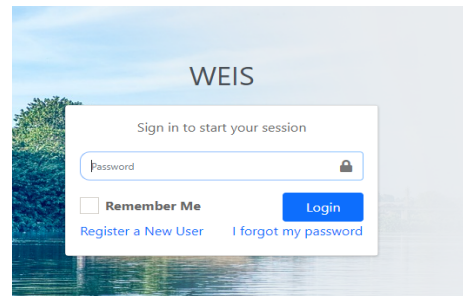 WEIS
Sign in to start your session
Password
Remember Me
Login
Register a New User
I forgot my password